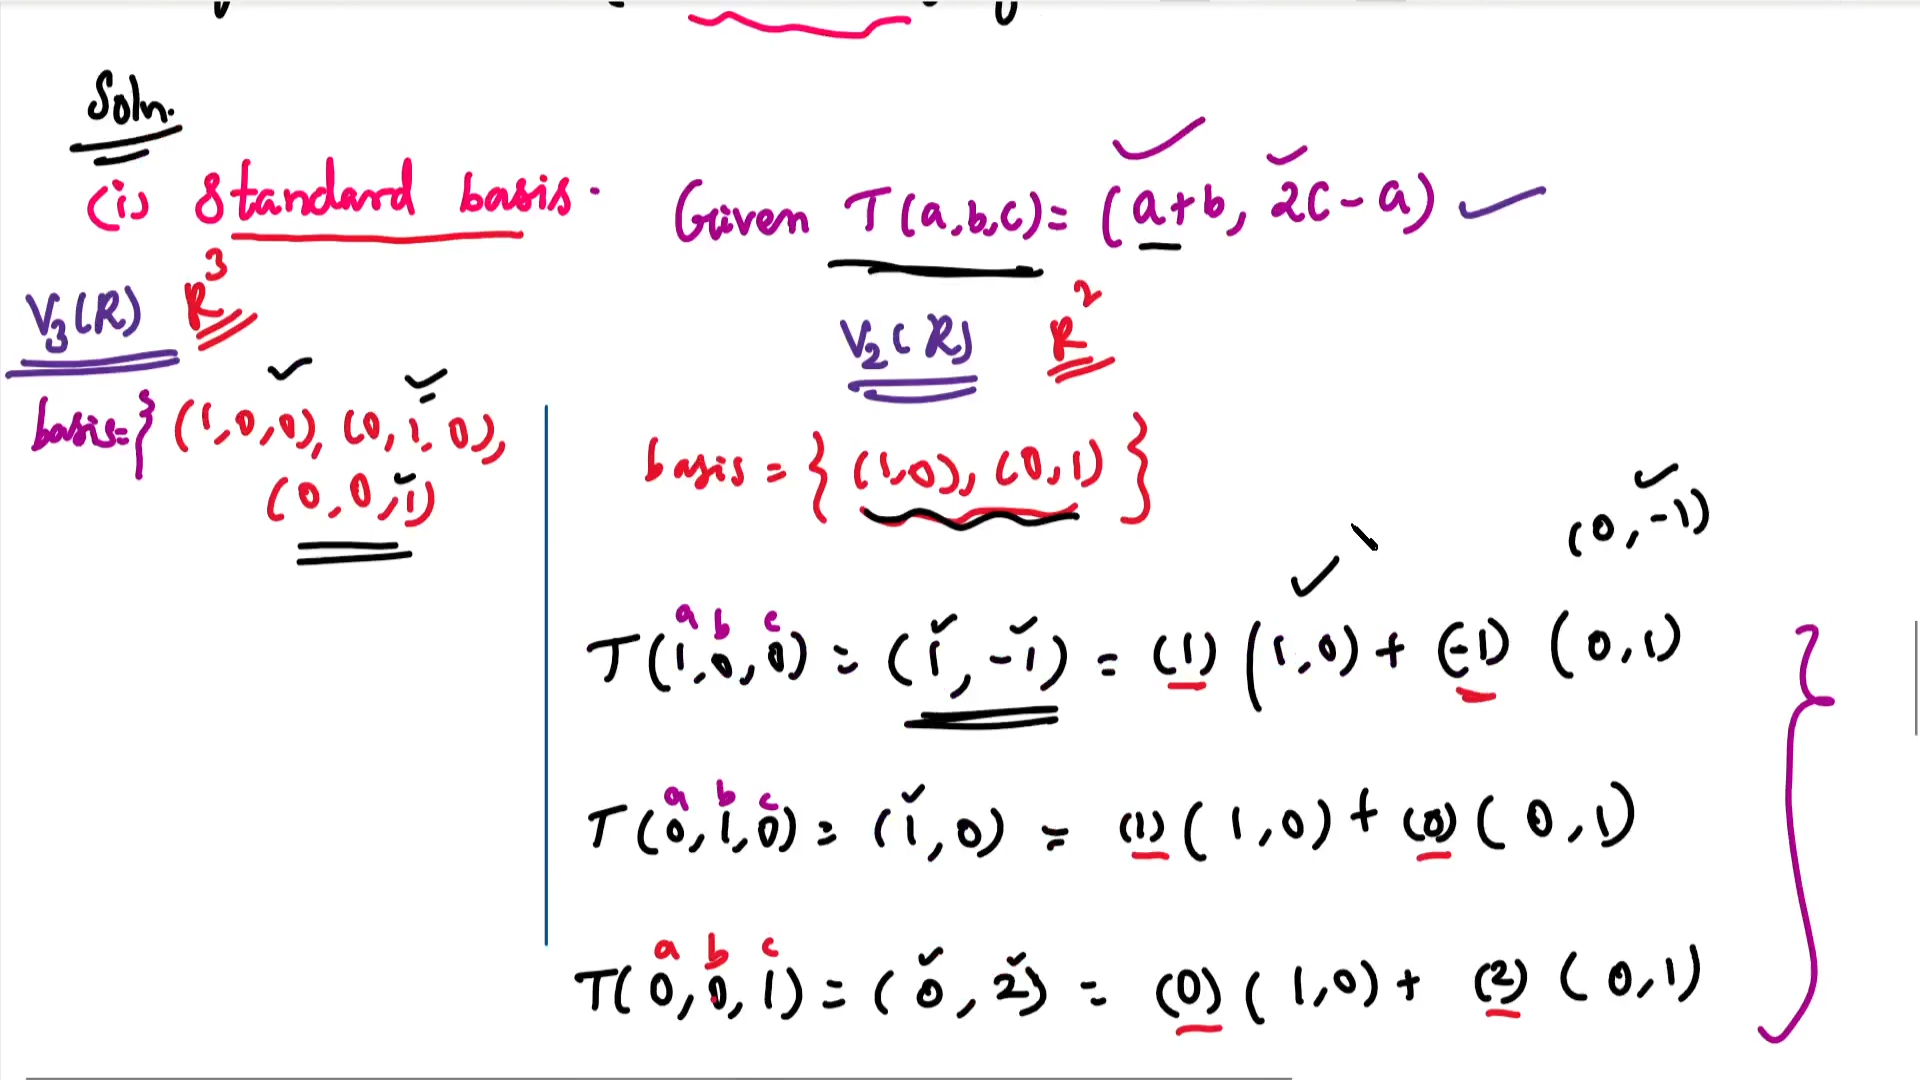 Soln.
(i) Standard basis. Given T(a,b,c)= (a+b, 2c-a)
V₃(R) R³
V₂(R) R²
basis={ (1,0,0), (0,1,0),
(0,0,1)
basis = { (1,0), (0,1) }
(0,-1)
a b c
T(1,0,0) = (1,-1) = (1) (1,0) + (-1) (0,1)
a b c
T(0,1,0) = (1,0) = (1) (1,0) + (0) (0,1)
a b c
T(0,0,1) = (0,2) = (0) (1,0) + (2) (0,1)